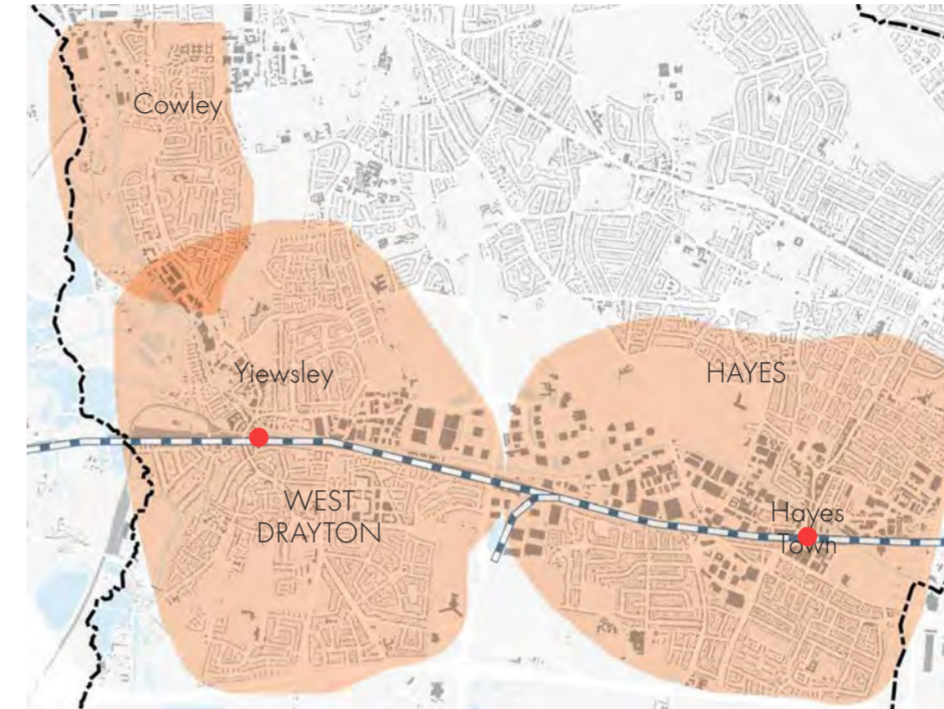 Cowley
Yiewsley
HAYES
WEST
DRAYTON
Hayes
Town